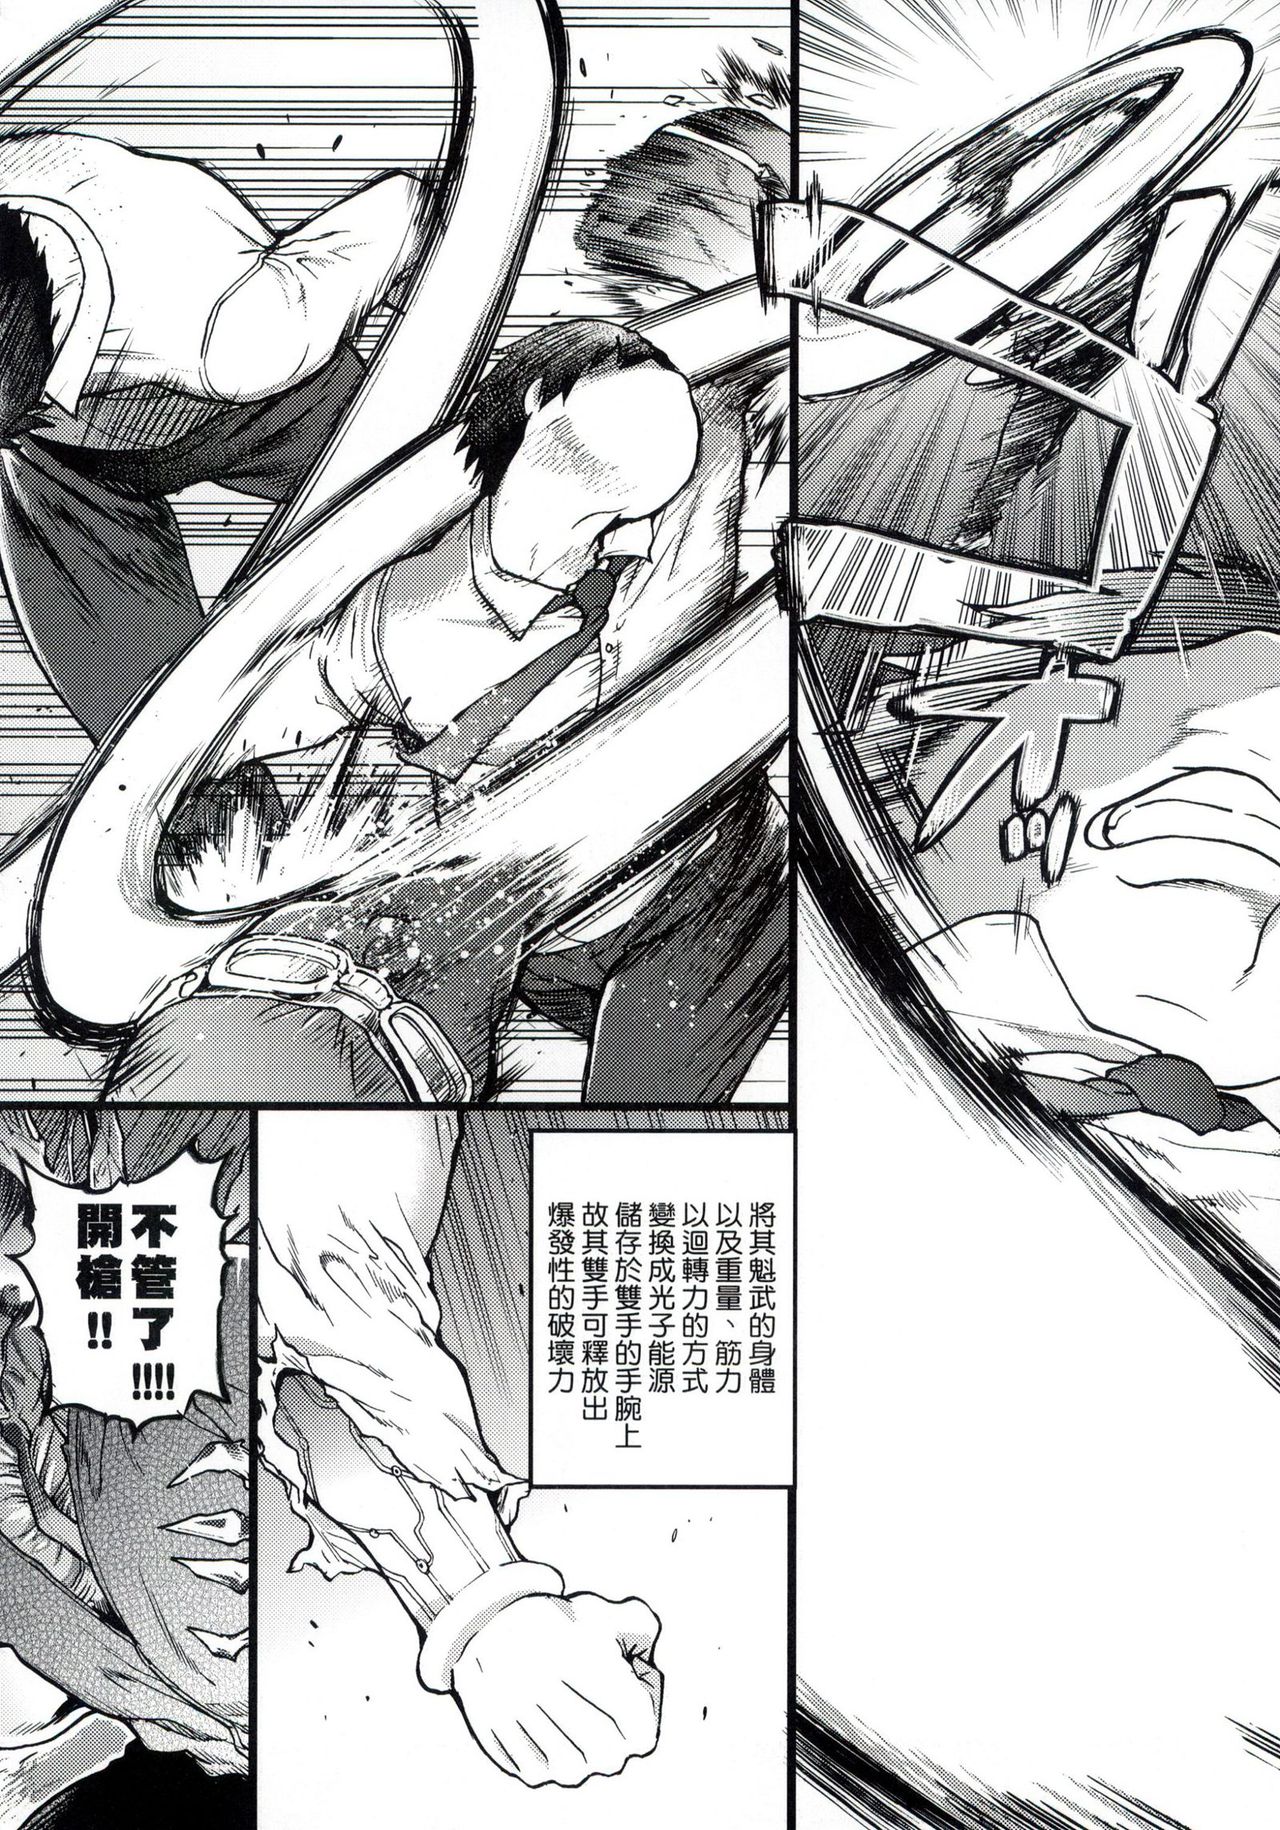 將其魁武的身體
以及重量、筋力
以迴轉力的方式
變換成光子能源
儲存於雙手的手腕上
故其雙手可釋放出
爆發性的破壞力
不管了!!!!
開槍!!